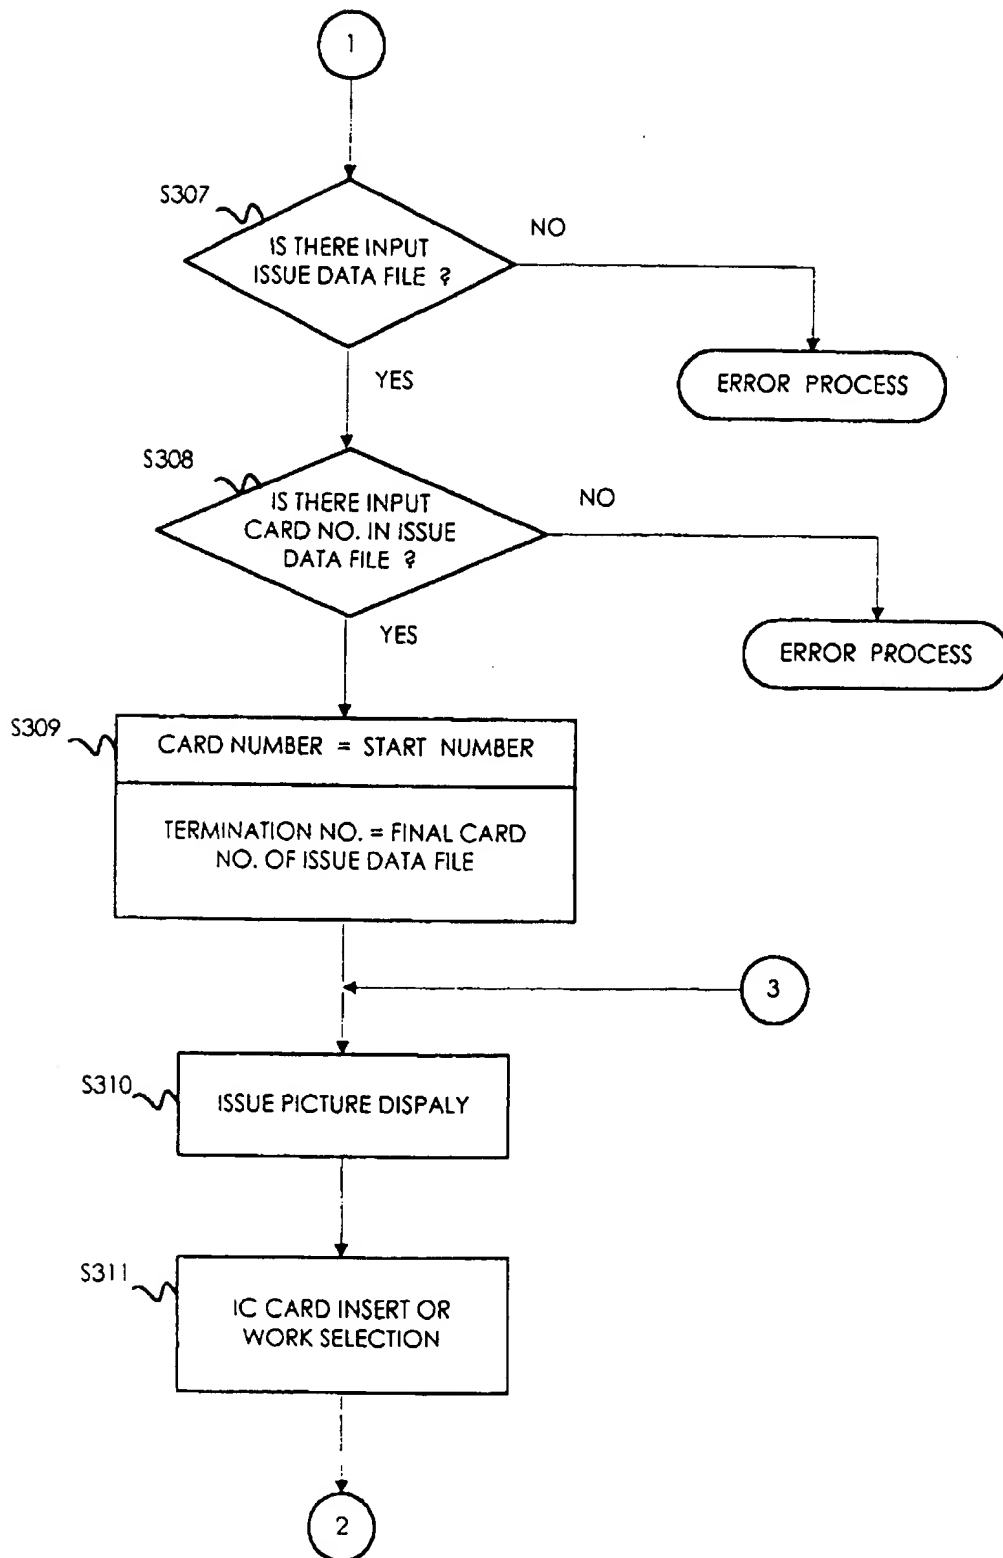 1
S307
IS THERE INPUT
ISSUE DATA FILE ?
NO
ERROR PROCESS
YES
S308
IS THERE INPUT
CARD NO. IN ISSUE
DATA FILE ?
NO
ERROR PROCESS
YES
S309
CARD NUMBER = START NUMBER
TERMINATION NO. = FINAL CARD
NO. OF ISSUE DATA FILE
3
S310
ISSUE PICTURE DISPALY
S311
IC CARD INSERT OR
WORK SELECTION
2